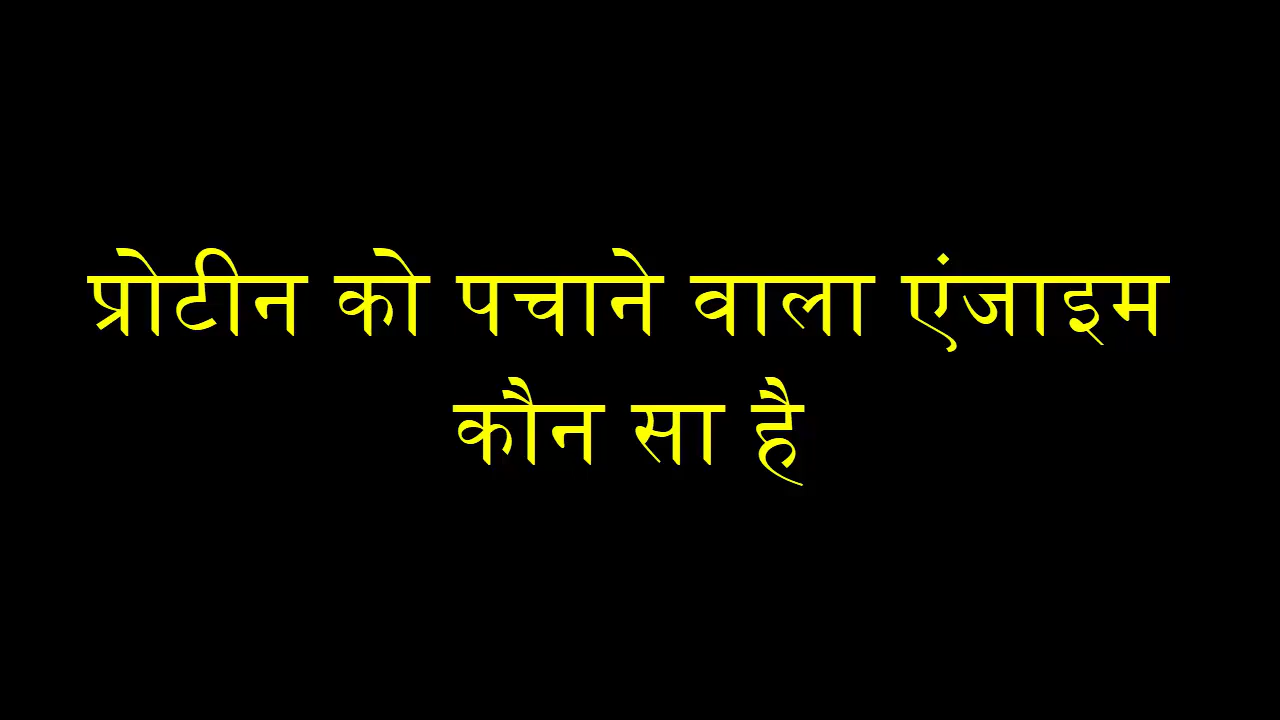 प्रोटीन को पचाने वाला एंजाइम
कौन सा है